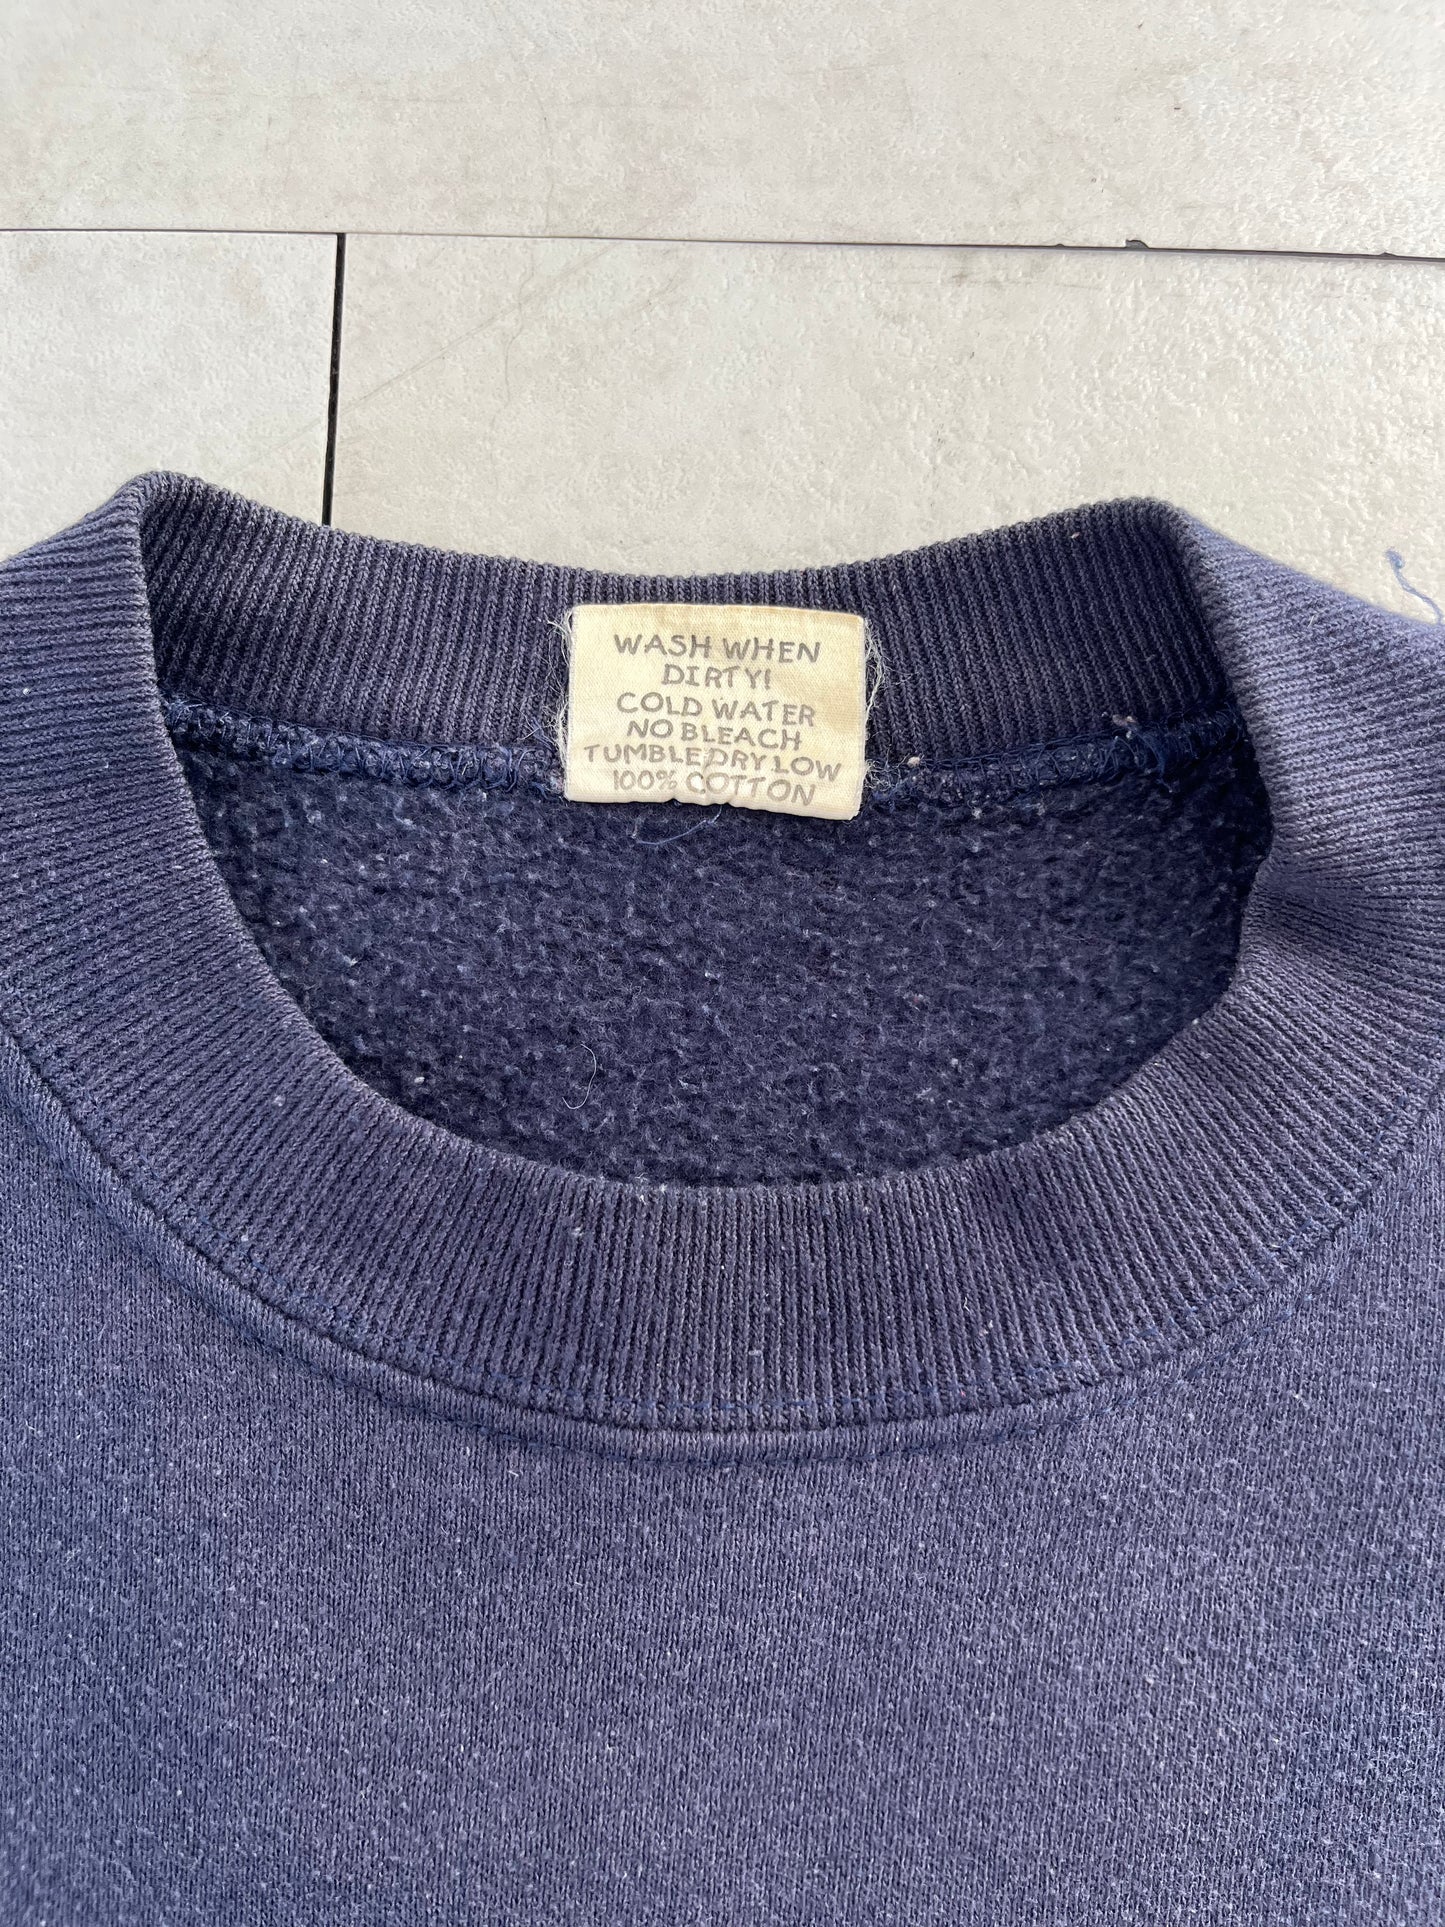 WASH WHEN
DIRTY!
COLD WATER
NO BLEACH
TUMBLE DRY LOW
100% COTTON